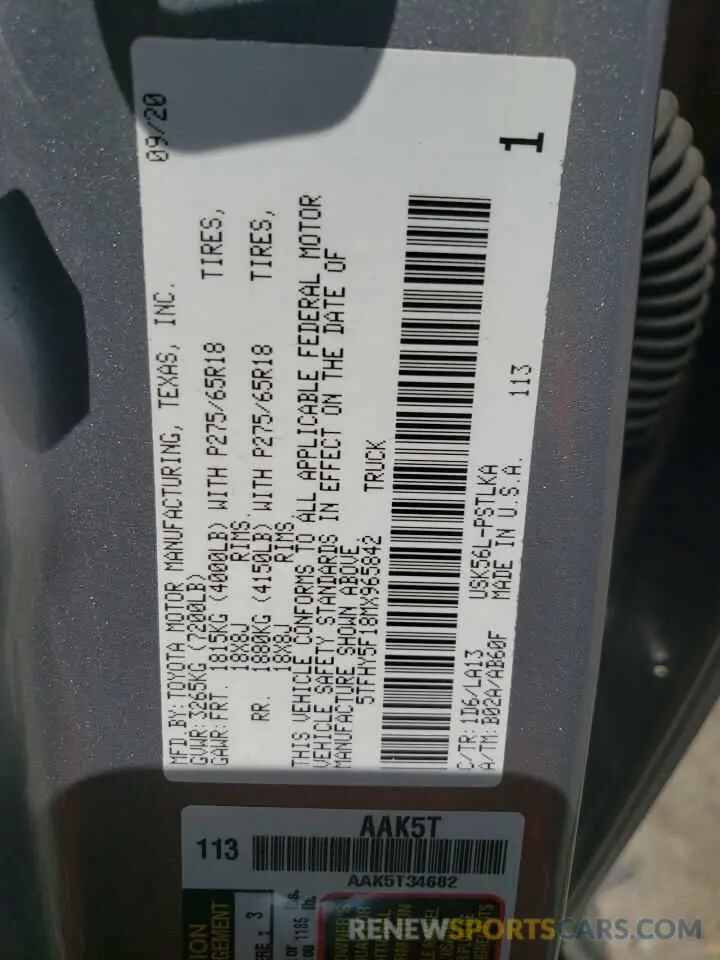 09/20
MFD BY: TOYOTA MOTOR MANUFACTURING, TEXAS, INC.
GVWR: 3265KG (7200LB)
GAWR: FRT. 1815KG (4000LB) WITH P275/65R18 TIRES,
18X8J RIMS.
RR. 1880KG (4150LB) WITH P275/65R18 TIRES,
18X8J RIMS
THIS VEHICLE CONFORMS TO ALL APPLICABLE FEDERAL MOTOR
VEHICLE SAFETY STANDARDS IN EFFECT ON THE DATE OF
MANUFACTURE SHOWN ABOVE
5TFHY5F18MX965842 TRUCK
1
C/TR: 1D6/LA13 USK56L-PSTLKA
A/TM: B02A/AB60F MADE IN U.S.A. 113
AAK5T
113
AAK5T34682
3
or 1185
RENEWSPORTSCARS.COM